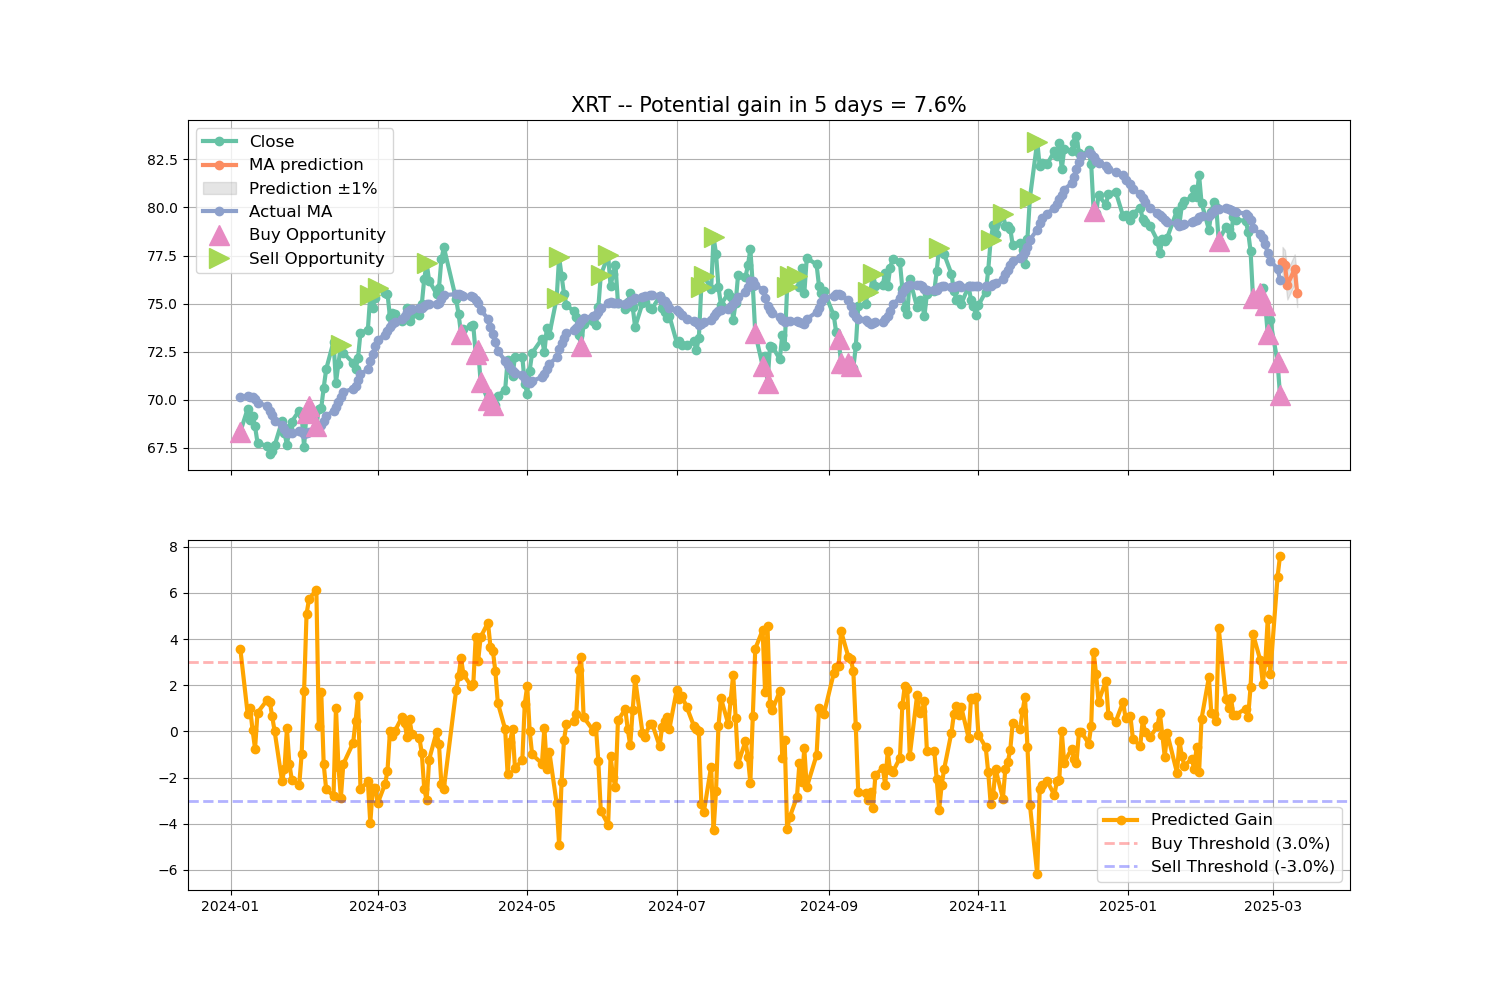 XRT -- Potential gain in 5 days = 7.6%
Close
MA prediction
Prediction ±1%
Actual MA
Buy Opportunity
Sell Opportunity
82.5
80.0
77.5
75.0
72.5
70.0
67.5
8
6
4
2
0
−2
−4
−6
Predicted Gain
Buy Threshold (3.0%)
Sell Threshold (-3.0%)
2024-01 2024-03 2024-05 2024-07 2024-09 2024-11 2025-01 2025-03